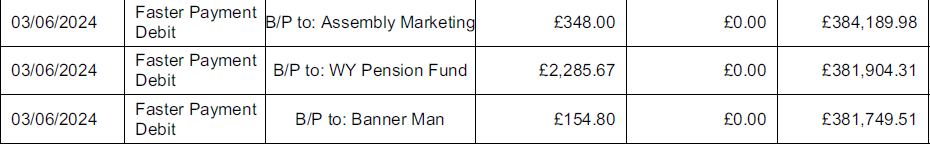 03/06/2024 Faster Payment Debit B/P to: Assembly Marketing £348.00 £0.00 £384,189.98
03/06/2024 Faster Payment Debit B/P to: WY Pension Fund £2,285.67 £0.00 £381,904.31
03/06/2024 Faster Payment Debit B/P to: Banner Man £154.80 £0.00 £381,749.51